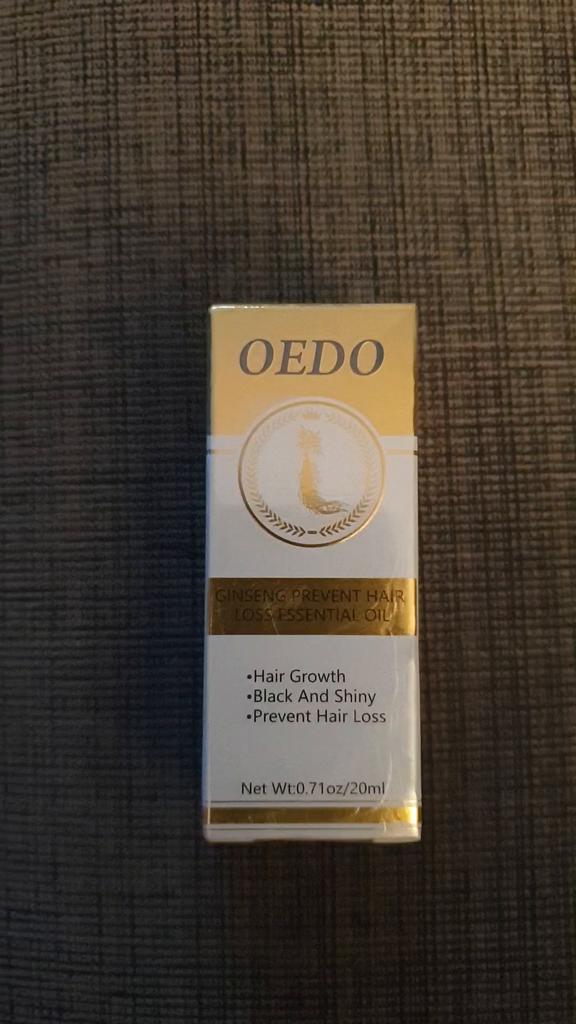 OEDO
GINSENG PREVENT HAIR
LOSS ESSENTIAL OIL
•Hair Growth
•Black And Shiny
•Prevent Hair Loss
Net Wt:0.71oz/20ml